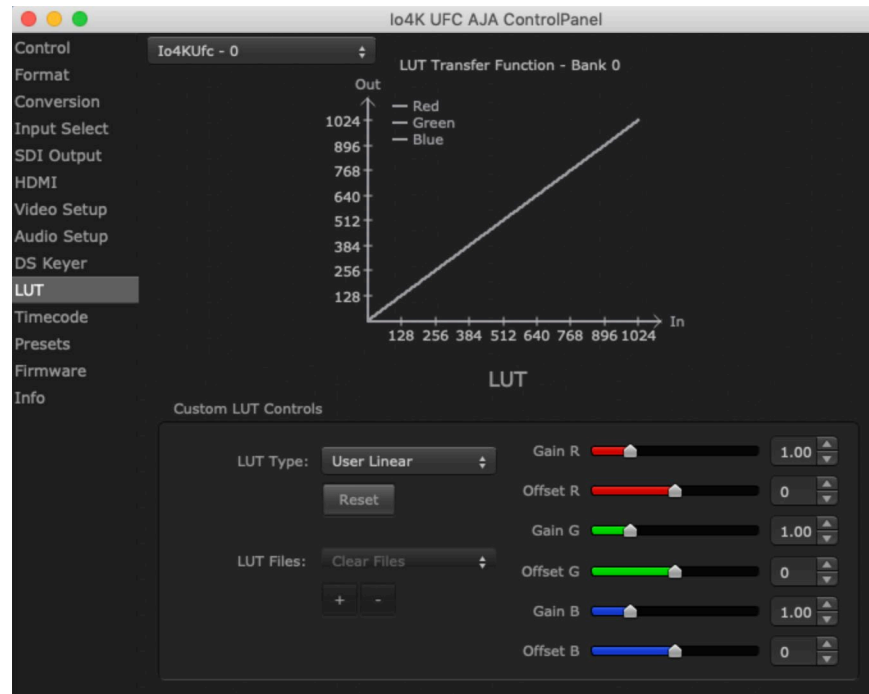 Io4K UFC AJA ControlPanel
Control
Format
Conversion
Input Select
SDI Output
HDMI
Video Setup
Audio Setup
DS Keyer
LUT
Timecode
Presets
Firmware
Info
Io4KUfc - 0
LUT Transfer Function - Bank 0
Out
Red
Green
Blue
1024
896
768
640
512
384
256
128
128 256 384 512 640 768 896 1024
In
LUT
Custom LUT Controls
LUT Type: User Linear
Reset
LUT Files: Clear Files
+ -
Gain R 1.00
Offset R 0
Gain G 1.00
Offset G 0
Gain B 1.00
Offset B 0